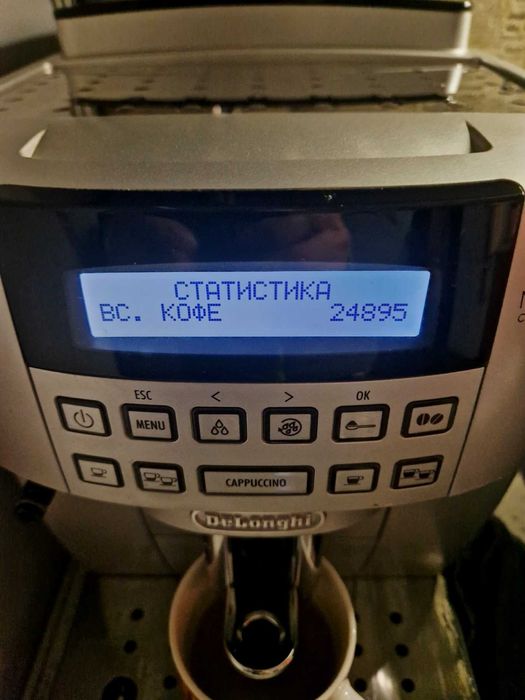 СТАТИСТИКА
ВС. КОФЕ 24895
ESC < > OK
MENU
CAPPUCCINO
DeLonghi